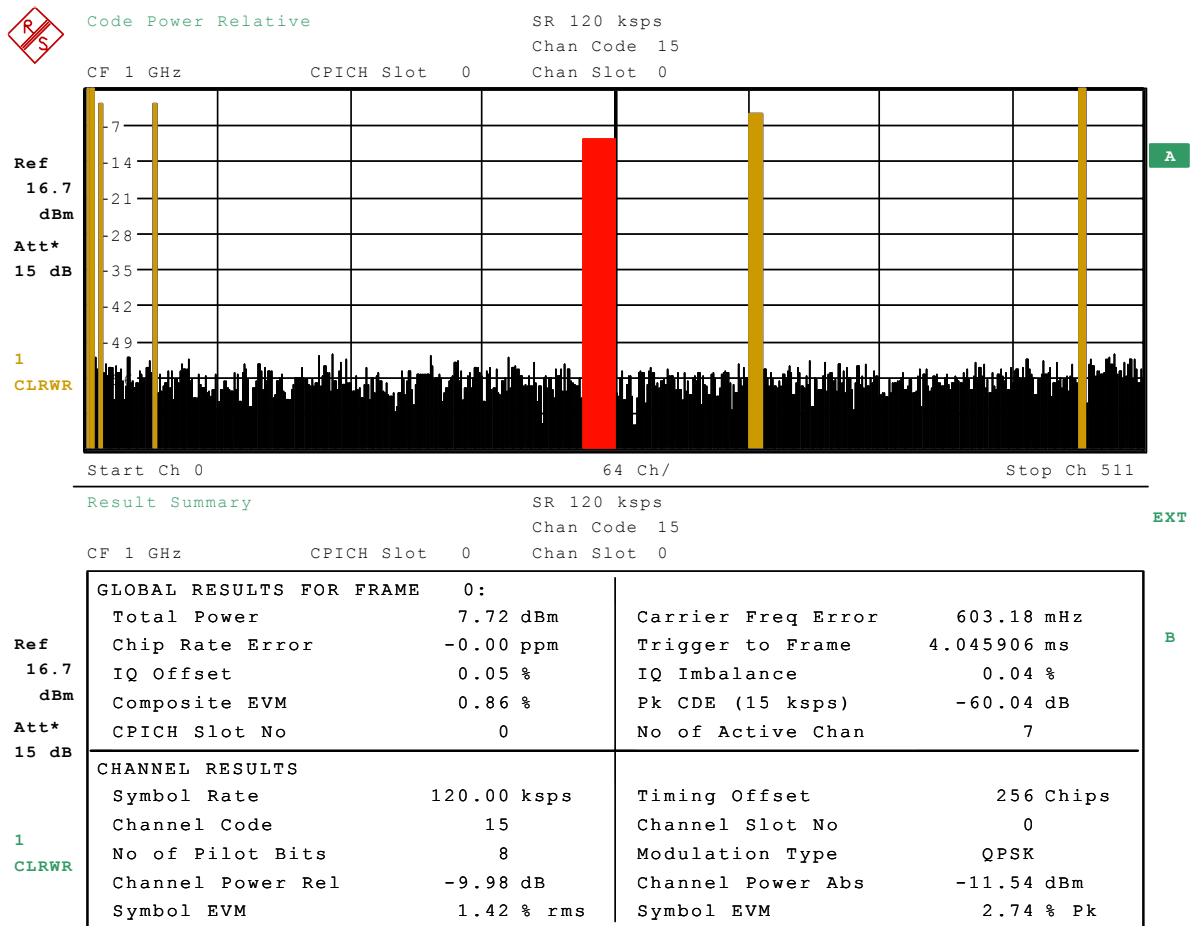 R S
Code Power Relative SR 120 ksps
Chan Code 15
CF 1 GHz CPICH Slot 0 Chan Slot 0
Ref
16.7
dBm
Att*
15 dB
1
CLRWR
-7
-14
-21
-28
-35
-42
-49
A
Start Ch 0 64 Ch/ Stop Ch 511
Result Summary SR 120 ksps
Chan Code 15
EXT
CF 1 GHz CPICH Slot 0 Chan Slot 0
Ref
16.7
dBm
Att*
15 dB
1
CLRWR
B
GLOBAL RESULTS FOR FRAME 0:
Total Power 7.72 dBm Carrier Freq Error 603.18 mHz
Chip Rate Error -0.00 ppm Trigger to Frame 4.045906 ms
IQ Offset 0.05 % IQ Imbalance 0.04 %
Composite EVM 0.86 % Pk CDE (15 ksps) -60.04 dB
CPICH Slot No 0 No of Active Chan 7
CHANNEL RESULTS
Symbol Rate 120.00 ksps Timing Offset 256 Chips
Channel Code 15 Channel Slot No 0
No of Pilot Bits 8 Modulation Type QPSK
Channel Power Rel -9.98 dB Channel Power Abs -11.54 dBm
Symbol EVM 1.42 % rms Symbol EVM 2.74 % Pk